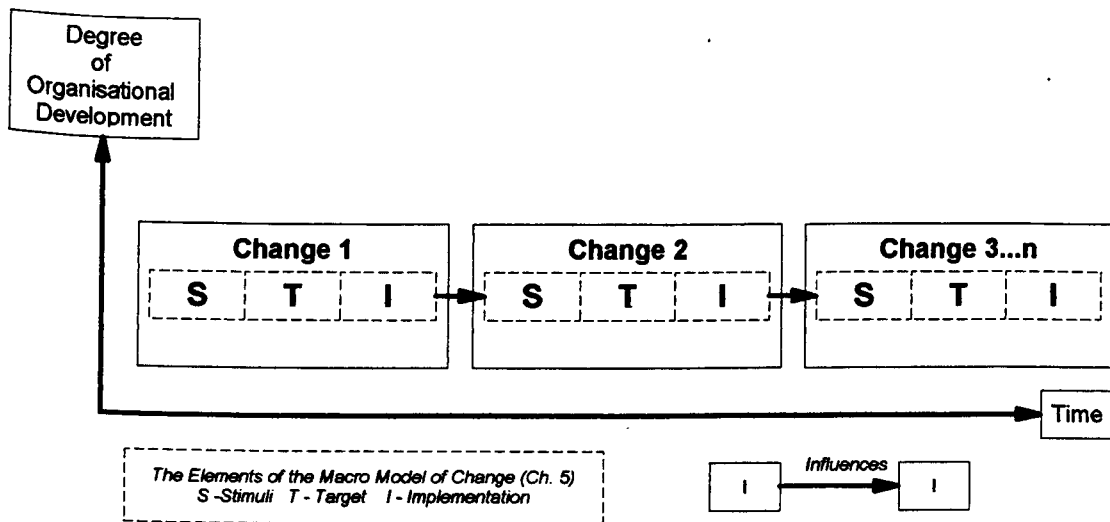 Degree
of
Organisational
Development
Change 1
S T I
Change 2
S T I
Change 3...n
S T I
Time
The Elements of the Macro Model of Change (Ch. 5)
S -Stimuli T - Target I - Implementation
Influences
I I